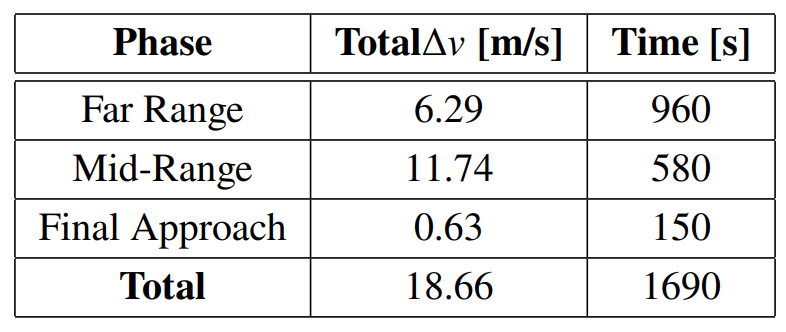 Phase TotalΔv [m/s] Time [s]
Far Range 6.29 960
Mid-Range 11.74 580
Final Approach 0.63 150
Total 18.66 1690